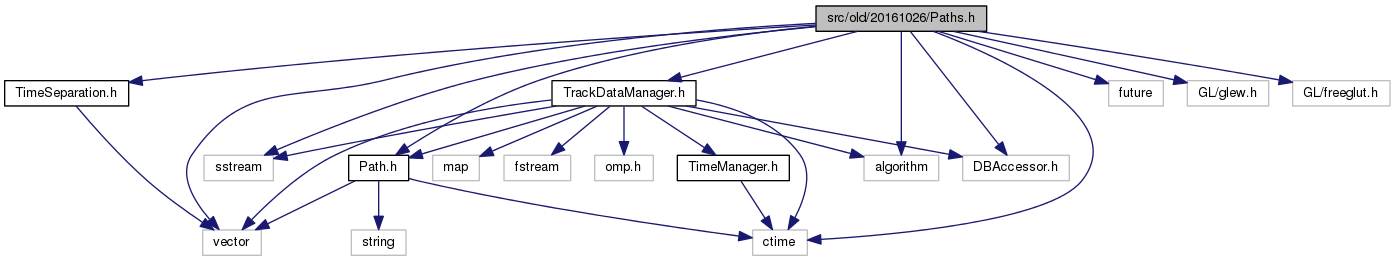 src/old/20161026/Paths.h
TimeSeparation.h
TrackDataManager.h
future
GL/glew.h
GL/freeglut.h
sstream
Path.h
map
fstream
omp.h
TimeManager.h
algorithm
DBAccessor.h
vector
string
ctime